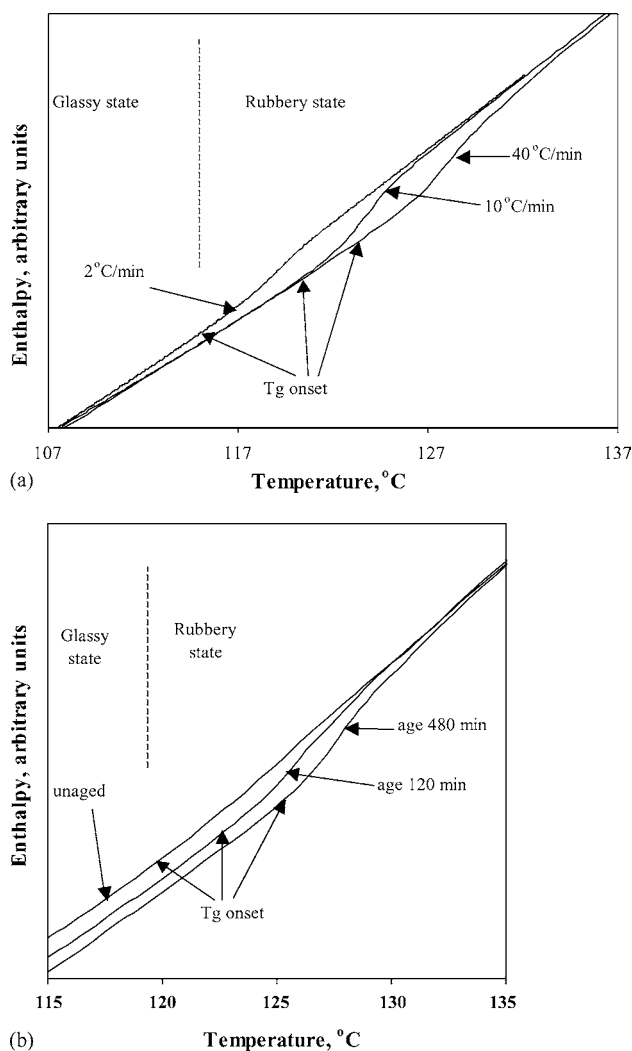 Glassy state
Rubbery state
40°C/min
10°C/min
2°C/min
Tg onset
Enthalpy, arbitrary units
107
117
127
137
Temperature, °C
(a)
Glassy
state
Rubbery
state
age 480 min
age 120 min
unaged
Tg onset
Enthalpy, arbitrary units
115
120
125
130
135
Temperature, °C
(b)